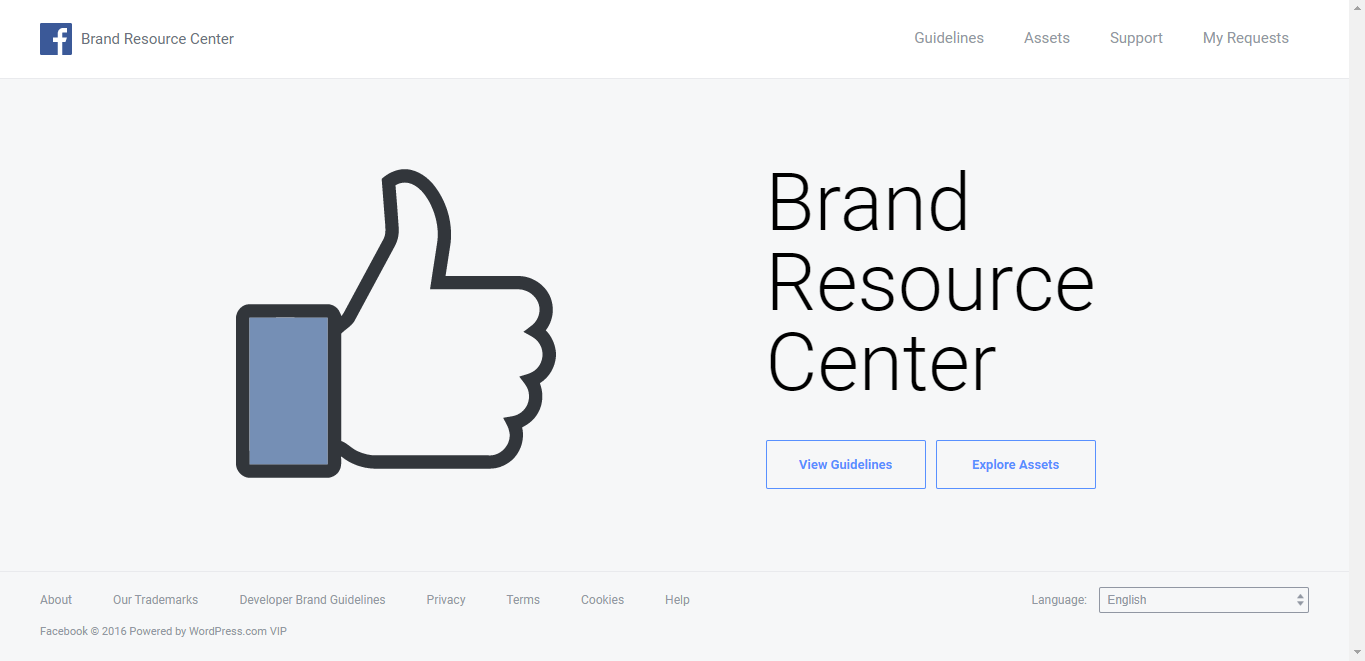 Brand Resource Center
Guidelines Assets Support My Requests
Brand
Resource
Center
View Guidelines Explore Assets
About Our Trademarks Developer Brand Guidelines Privacy Terms Cookies Help
Language: English
Facebook © 2016 Powered by WordPress.com VIP